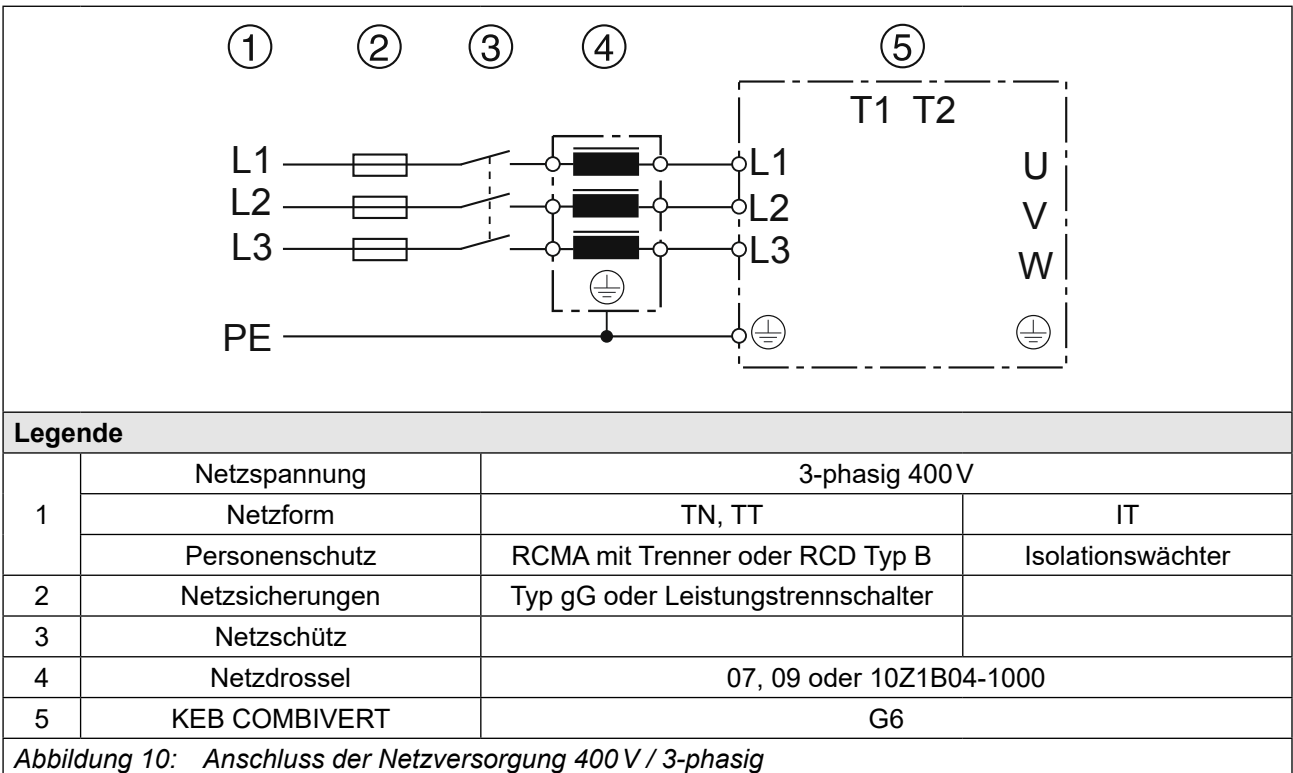 ① ② ③ ④ ⑤
T1 T2
L1 L1 U
L2 L2 V
L3 L3 W
PE
Legende
1 Netzspannung 3-phasig 400 V
Netzform TN, TT IT
Personenschutz RCMA mit Trenner oder RCD Typ B Isolationswächter
2 Netzsicherungen Typ gG oder Leistungstrennschalter
3 Netzschütz
4 Netzdrossel 07, 09 oder 10Z1B04-1000
5 KEB COMBIVERT G6
Abbildung 10: Anschluss der Netzversorgung 400 V / 3-phasig